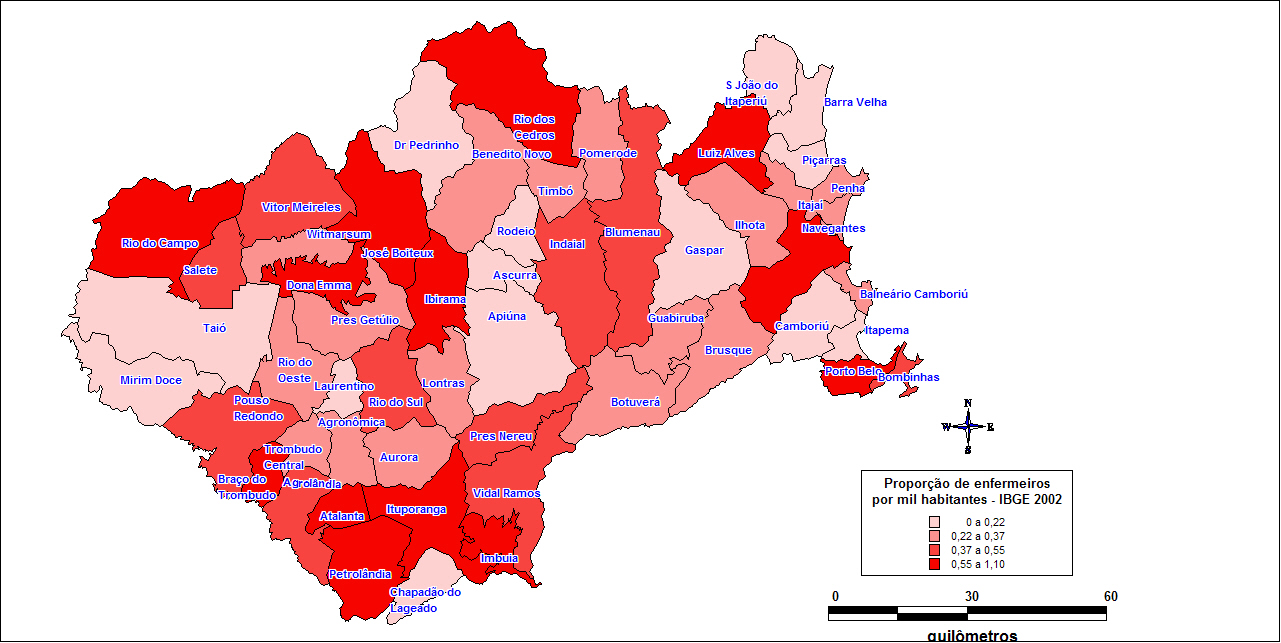 S João do
Itaperiú
Barra Velha
Rio dos
Cedros
Dr Pedrinho
Benedito Novo
Pomerode
Luiz Alves
Piçarras
Penha
Timbó
Itajaí
Vitor Meireles
Ilhota
Navegantes
Witmarsum
Rodeio
Blumenau
Rio do Campo
Indaial
José Boiteux
Gaspar
Salete
Ascurra
Dona Emma
Balneário Camboriú
Ibirama
Apiúna
Guabiruba
Pres Getúlio
Camboriú
Taió
Itapema
Brusque
Rio do
Oeste
Porto Belo
Bombinhas
Mirim Doce
Laurentino
Lontras
Pouso
Redondo
Rio do Sul
Botuverá
Agronômica
Pres Nereu
Trombudo
Central
Aurora
Braço do
Trombudo
Agrolândia
Vidal Ramos
Atalanta
Ituporanga
Imbuia
Petrolândia
Chapadão do
Lageado
N
W E
S
Proporção de enfermeiros
por mil habitantes - IBGE 2002
0 a 0,22
0,22 a 0,37
0,37 a 0,55
0,55 a 1,10
0 30 60
quilômetros